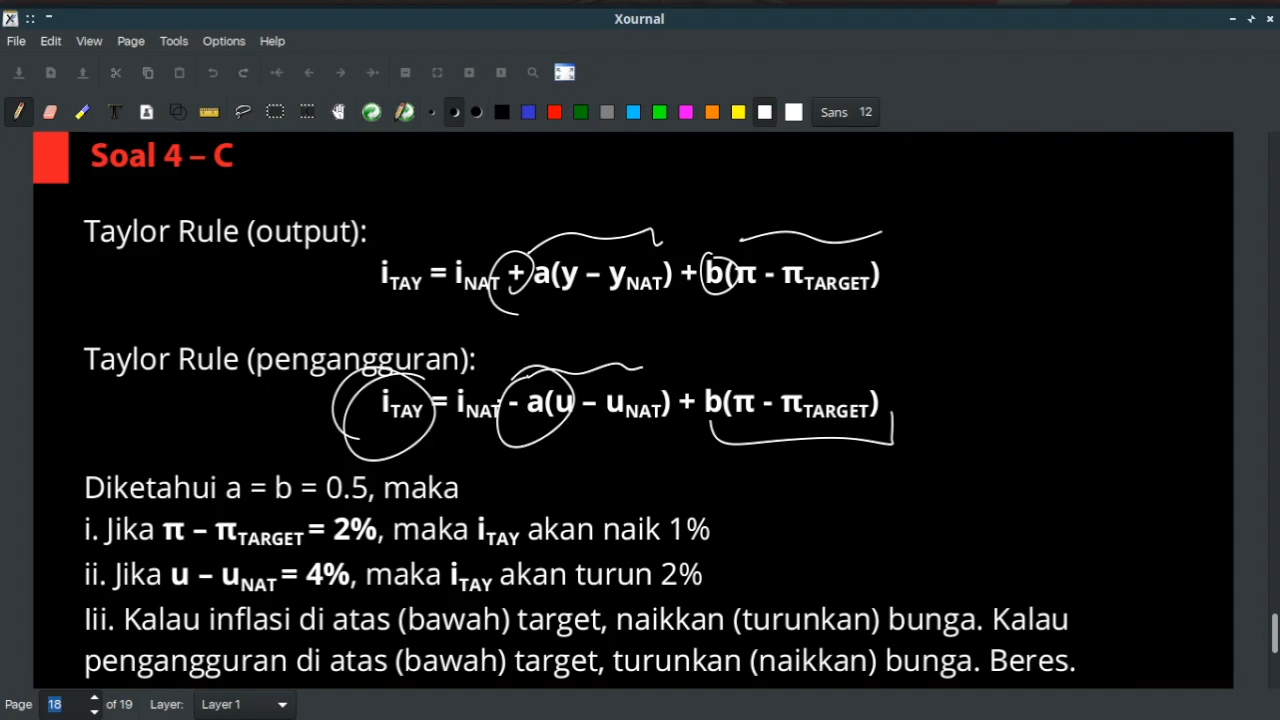 Xournal
File Edit View Page Tools Options Help
Sans 12
Soal 4 – C
Taylor Rule (output):
iTAY = iNAT + a(y – yNAT) + b(π - πTARGET)
Taylor Rule (pengangguran):
iTAY = iNAT - a(u – uNAT) + b(π - πTARGET)
Diketahui a = b = 0.5, maka
i. Jika π – πTARGET = 2%, maka iTAY akan naik 1%
ii. Jika u – uNAT = 4%, maka iTAY akan turun 2%
Iii. Kalau inflasi di atas (bawah) target, naikkan (turunkan) bunga. Kalau
pengangguran di atas (bawah) target, turunkan (naikkan) bunga. Beres.
Page 18 of 19 Layer: Layer 1